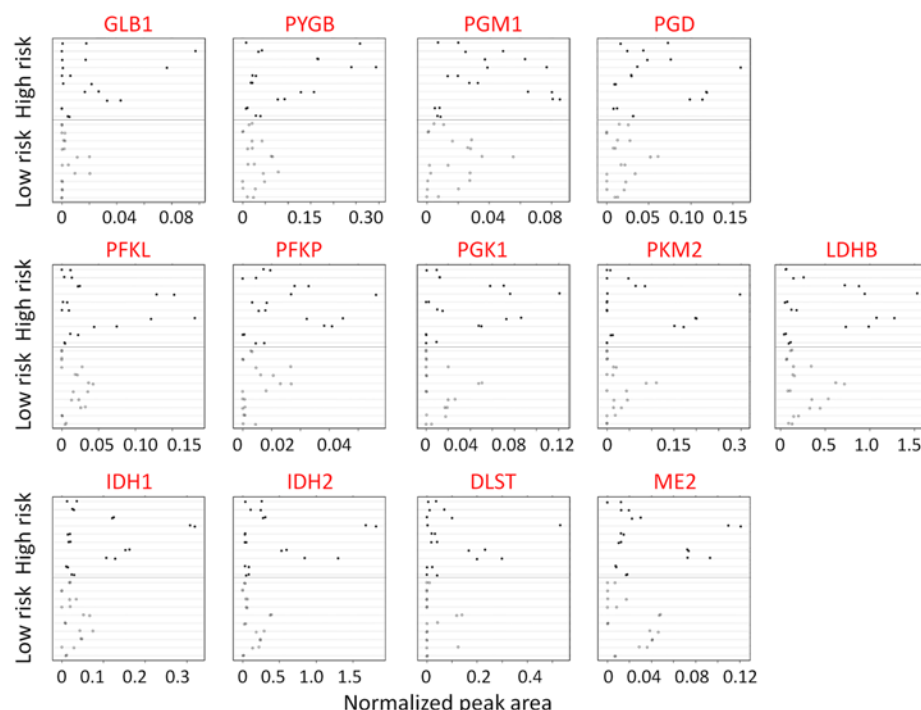 GLB1 PYGB PGM1 PGD
High risk
Low risk
0 0.04 0.08 0 0.15 0.30 0 0.04 0.08 0 0.05 0.10 0.15
PFKL PFKP PGK1 PKM2 LDHB
High risk
Low risk
0 0.05 0.10 0.15 0 0.02 0.04 0 0.04 0.08 0.12 0 0.15 0.3 0 0.5 1.0 1.5
IDH1 IDH2 DLST ME2
High risk
Low risk
0 0.1 0.2 0.3 0 0.5 1.0 1.5 0 0.2 0.4 0 0.04 0.08 0.12
Normalized peak area